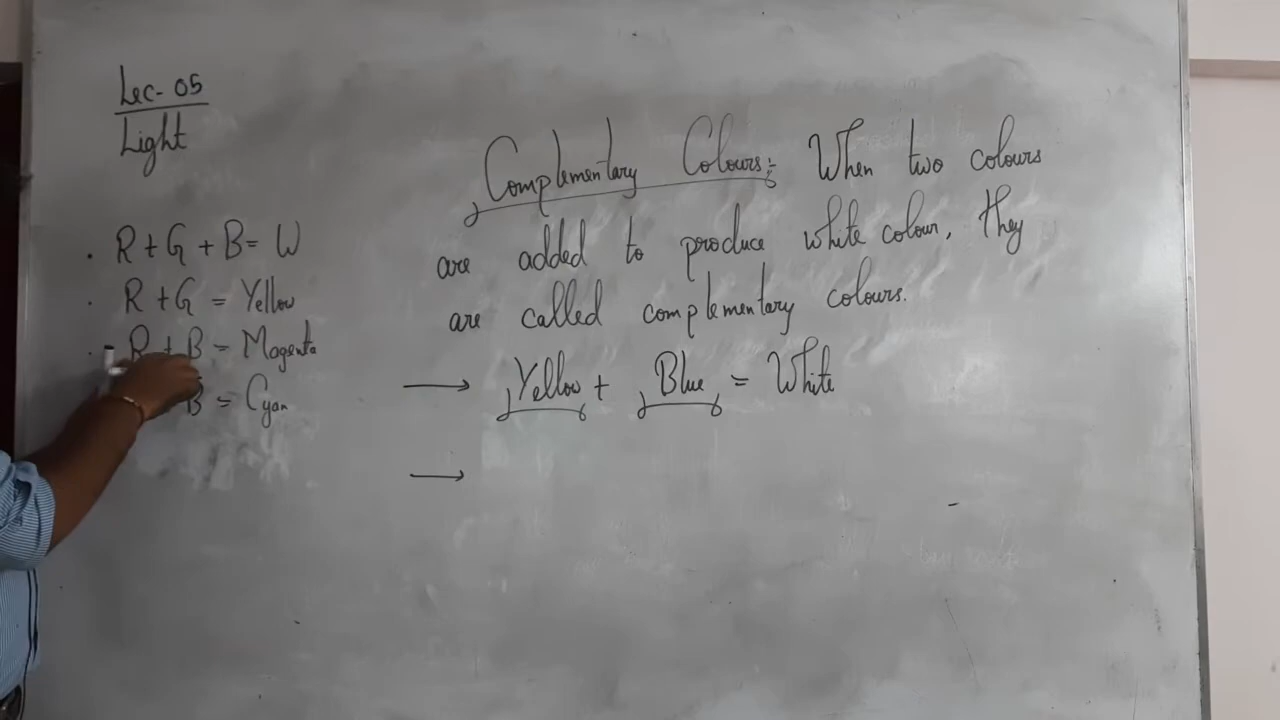 Lec-05
Light
. R + G + B = W
. R + G = Yellow
. R + B = Magenta
B = Cyan
Complementary Colours:- When two colours
are added to produce white colour, they
are called complementary colours.
→ Yellow + Blue = White
→